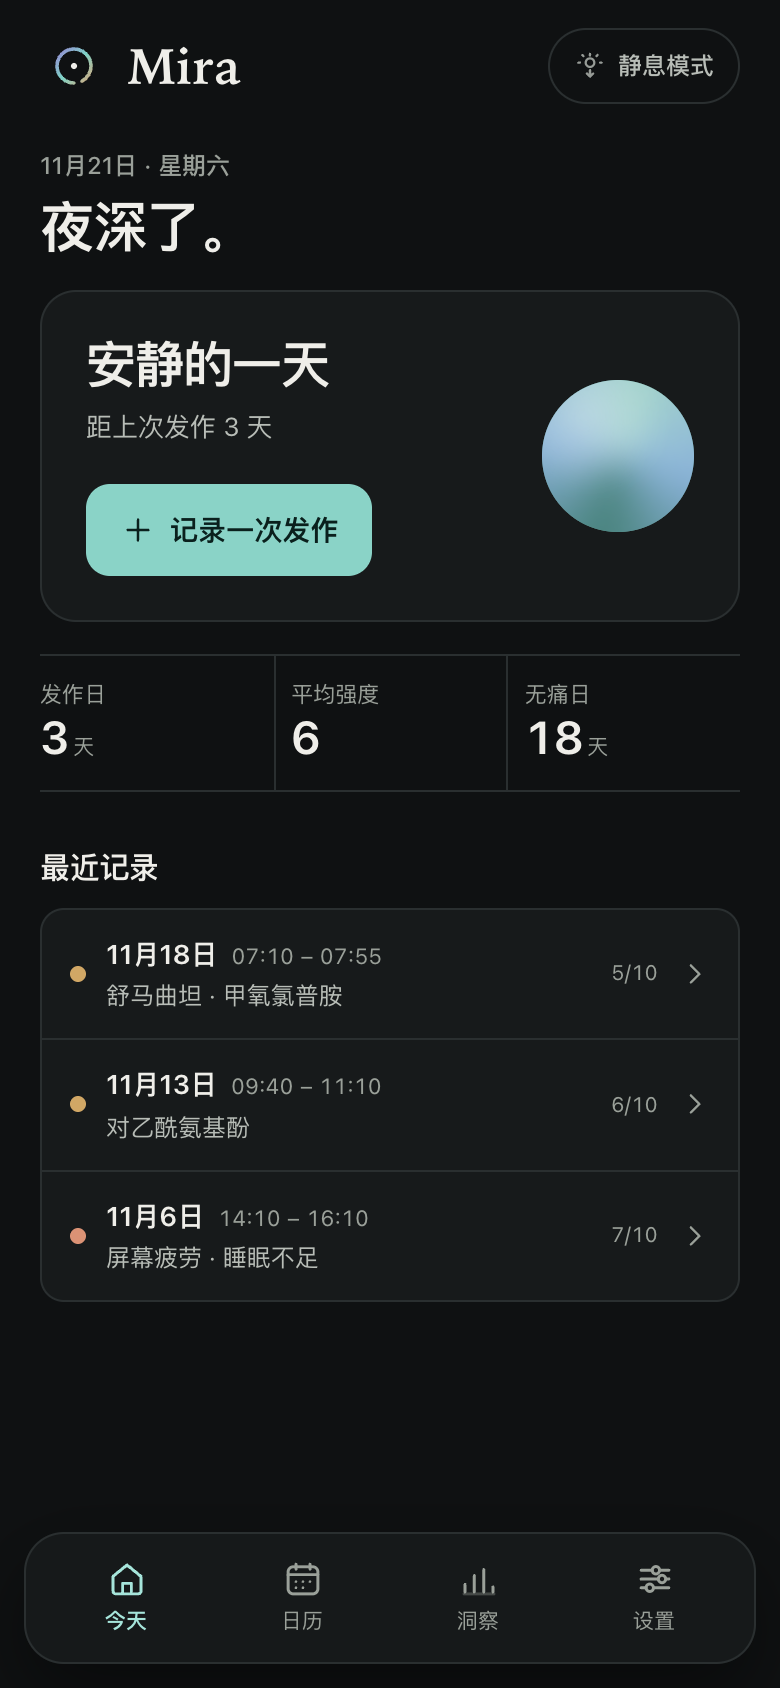 Mira
静息模式
11月21日 · 星期六
夜深了。
安静的一天
距上次发作 3 天
记录一次发作
发作日
3 天
平均强度
6
无痛日
18 天
最近记录
11月18日 07:10 – 07:55
舒马曲坦 · 甲氧氯普胺
5/10
11月13日 09:40 – 11:10
对乙酰氨基酚
6/10
11月6日 14:10 – 16:10
屏幕疲劳 · 睡眠不足
7/10
今天
日历
洞察
设置